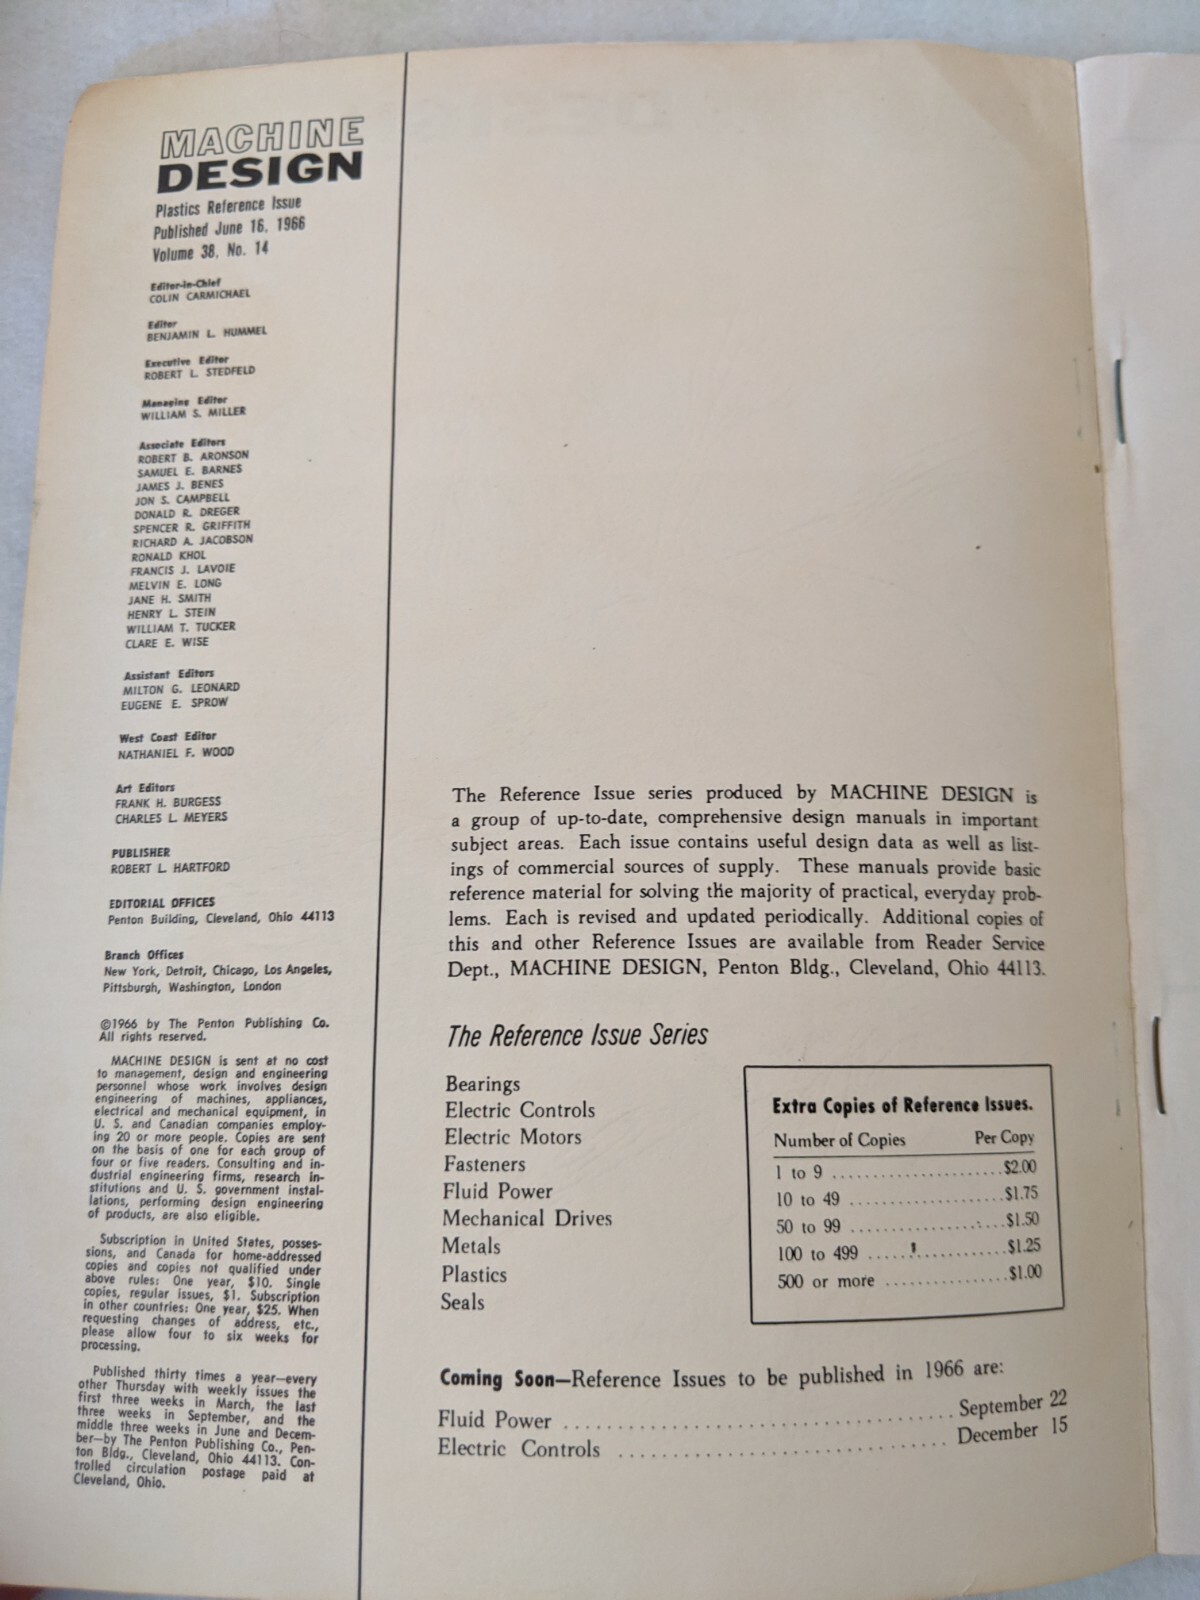 MACHINE
DESIGN
Plastics Reference Issue
Published June 16, 1966
Volume 38, No. 14
Editor-in-Chief
COLIN CARMICHAEL
Editor
BENJAMIN L. HUMMEL
Executive Editor
ROBERT L. STEDFELD
Managing Editor
WILLIAM S. MILLER
Associate Editors
ROBERT B. ARONSON
SAMUEL E. BARNES
JAMES J. BENES
JON S. CAMPBELL
DONALD R. DREGER
SPENCER R. GRIFFITH
RICHARD A. JACOBSON
RONALD KHOL
FRANCIS J. LAVOIE
MELVIN E. LONG
JANE H. SMITH
HENRY L. STEIN
WILLIAM T. TUCKER
CLARE E. WISE
Assistant Editors
MILTON G. LEONARD
EUGENE E. SPROW
West Coast Editor
NATHANIEL F. WOOD
Art Editors
FRANK H. BURGESS
CHARLES L. MEYERS
PUBLISHER
ROBERT L. HARTFORD
EDITORIAL OFFICES
Penton Building, Cleveland, Ohio 44113
Branch Offices
New York, Detroit, Chicago, Los Angeles,
Pittsburgh, Washington, London
©1966 by The Penton Publishing Co.
All rights reserved.
MACHINE DESIGN is sent at no cost
to management, design and engineering
personnel whose work involves design
engineering of machines, appliances,
electrical and mechanical equipment, in
U. S. and Canadian companies employ-
ing 20 or more people. Copies are sent
on the basis of one for each group of
four or five readers. Consulting and in-
dustrial engineering firms, research in-
stitutions and U. S. government instal-
lations, performing design engineering
of products, are also eligible.
Subscription in United States, posses-
sions, and Canada for home-addressed
copies and copies not qualified under
above rules: One year, $10. Single
copies, regular issues, $1. Subscription
in other countries: One year, $25. When
requesting changes of address, etc.,
please allow four to six weeks for
processing.
Published thirty times a year—every
other Thursday with weekly issues the
first three weeks in March, the last
three weeks in September, and the
middle three weeks in June and Decem-
ber—by The Penton Publishing Co., Pen-
ton Bldg., Cleveland, Ohio 44113. Con-
trolled circulation postage paid at
Cleveland, Ohio.
The Reference Issue series produced by MACHINE DESIGN is
a group of up-to-date, comprehensive design manuals in important
subject areas. Each issue contains useful design data as well as list-
ings of commercial sources of supply. These manuals provide basic
reference material for solving the majority of practical, everyday prob-
lems. Each is revised and updated periodically. Additional copies of
this and other Reference Issues are available from Reader Service
Dept., MACHINE DESIGN, Penton Bldg., Cleveland, Ohio 44113.
The Reference Issue Series
Bearings
Electric Controls
Electric Motors
Fasteners
Fluid Power
Mechanical Drives
Metals
Plastics
Seals
Extra Copies of Reference Issues.
Number of Copies Per Copy
1 to 9 ........................$2.00
10 to 49 ......................$1.75
50 to 99 ......................$1.50
100 to 499 ....................$1.25
500 or more ..................$1.00
Coming Soon—Reference Issues to be published in 1966 are:
Fluid Power ........................................ September 22
Electric Controls .................................. December 15